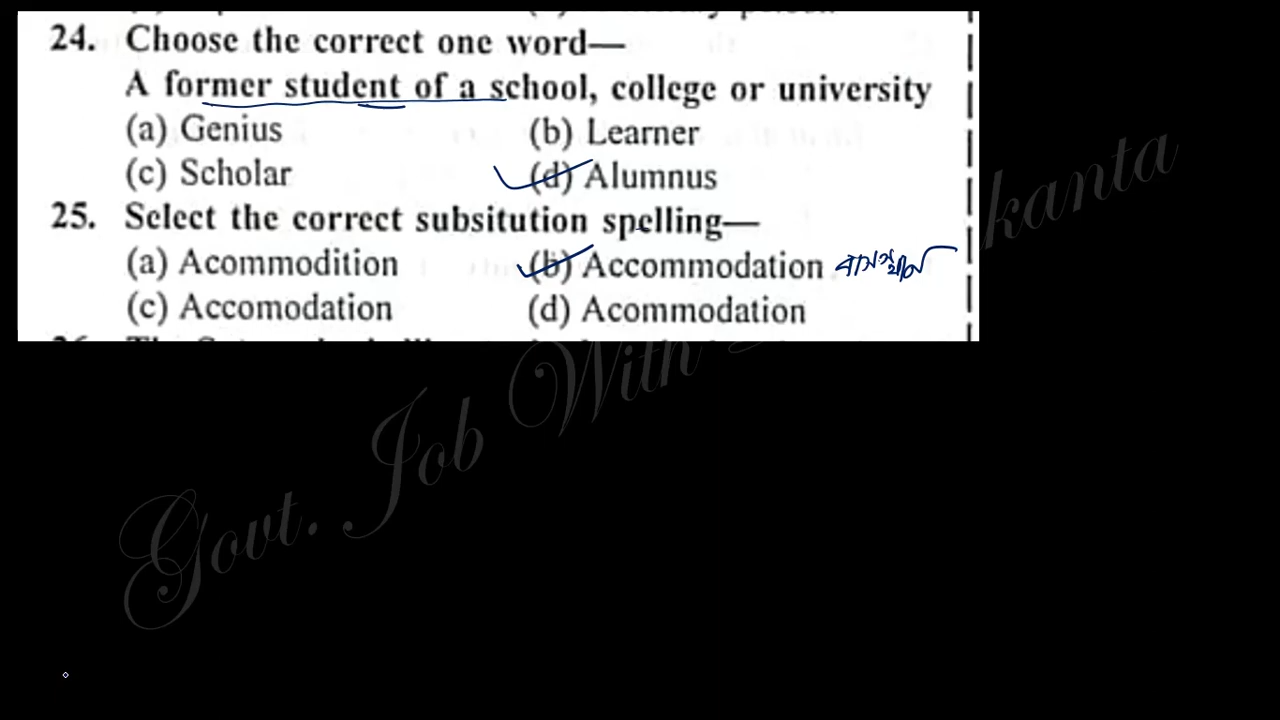 24. Choose the correct one word—
A former student of a school, college or university
(a) Genius (b) Learner
(c) Scholar (d) Alumnus
25. Select the correct subsitution spelling—
(a) Acommodition (b) Accommodation
(c) Accomodation (d) Acommodation
Govt. Job With kanta